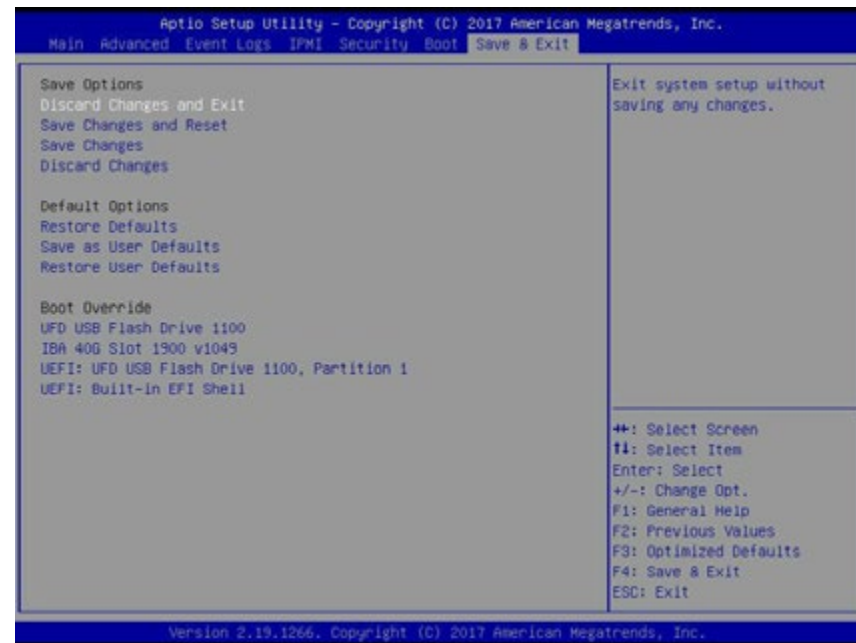 Aptio Setup Utility - Copyright (C) 2017 American Megatrends, Inc.
Main Advanced Event Logs IPMI Security Boot Save & Exit
Save Options
Discard Changes and Exit
Save Changes and Reset
Save Changes
Discard Changes
Default Options
Restore Defaults
Save as User Defaults
Restore User Defaults
Boot Override
UFD USB Flash Drive 1100
IBA 40G Slot 1900 v1049
UEFI: UFD USB Flash Drive 1100, Partition 1
UEFI: Built-in EFI Shell
Exit system setup without
saving any changes.
→←: Select Screen
↑↓: Select Item
Enter: Select
+/-: Change Opt.
F1: General Help
F2: Previous Values
F3: Optimized Defaults
F4: Save & Exit
ESC: Exit
Version 2.19.1266. Copyright (C) 2017 American Megatrends, Inc.